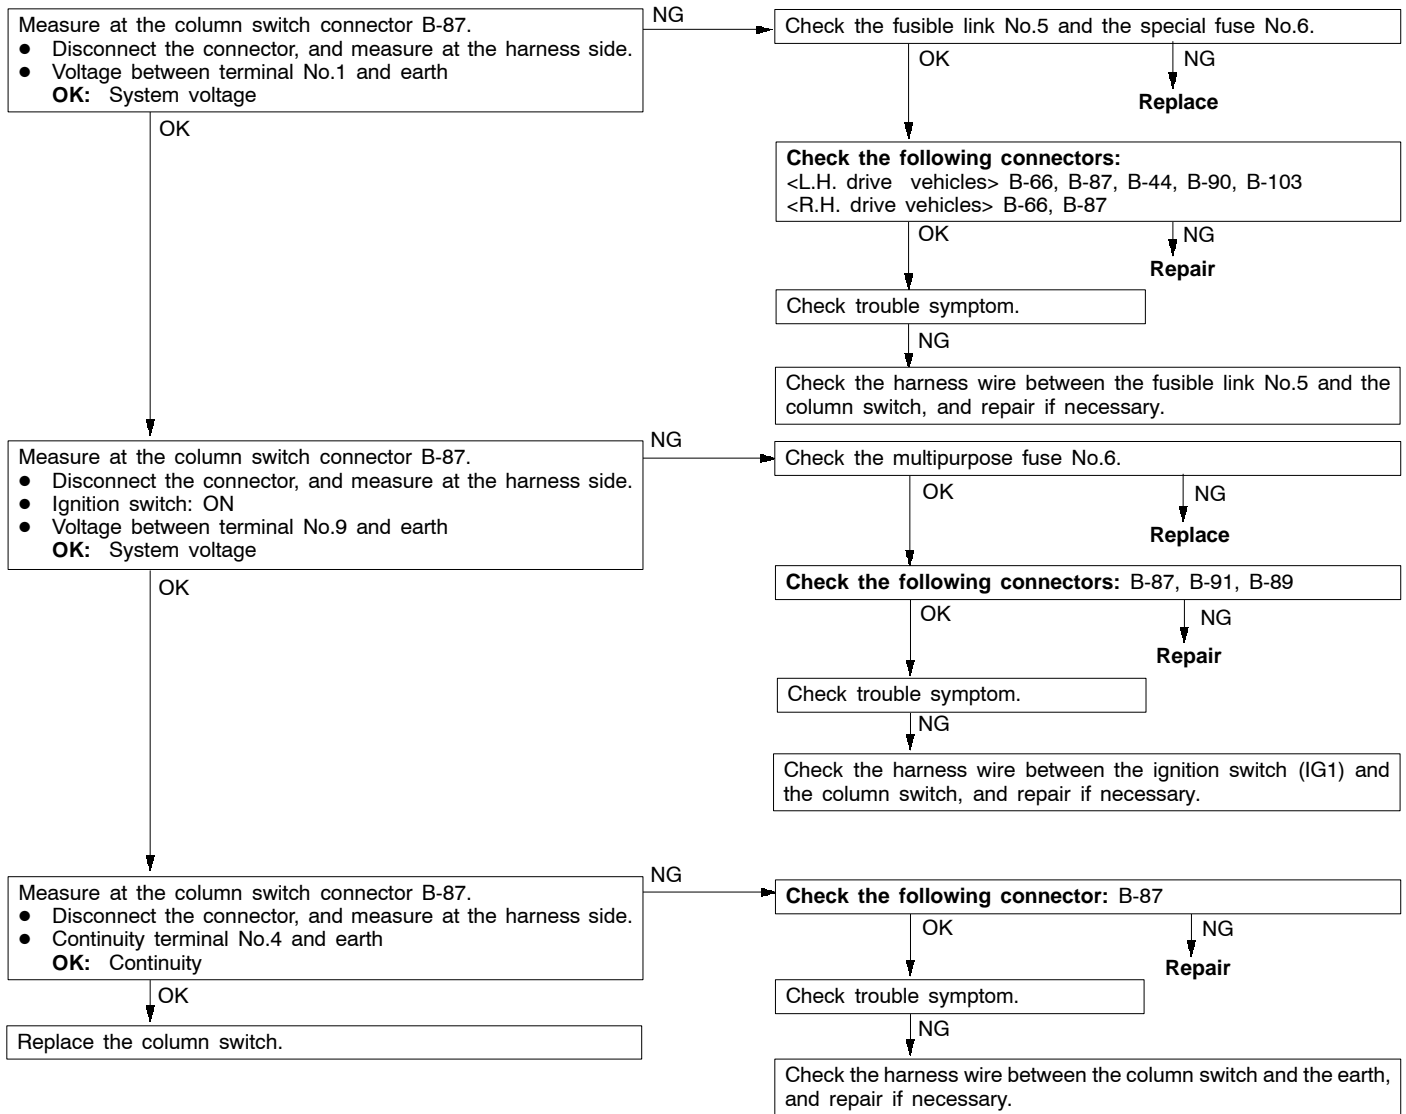 Measure at the column switch connector B-87.
● Disconnect the connector, and measure at the harness side.
● Voltage between terminal No.1 and earth
OK: System voltage
NG
Check the fusible link No.5 and the special fuse No.6.
OK
NG
Replace
OK
Check the following connectors:
<L.H. drive vehicles> B-66, B-87, B-44, B-90, B-103
<R.H. drive vehicles> B-66, B-87
OK
NG
Repair
Check trouble symptom.
NG
Check the harness wire between the fusible link No.5 and the
column switch, and repair if necessary.
Measure at the column switch connector B-87.
● Disconnect the connector, and measure at the harness side.
● Ignition switch: ON
● Voltage between terminal No.9 and earth
OK: System voltage
NG
Check the multipurpose fuse No.6.
OK
NG
Replace
OK
Check the following connectors: B-87, B-91, B-89
OK
NG
Repair
Check trouble symptom.
NG
Check the harness wire between the ignition switch (IG1) and
the column switch, and repair if necessary.
Measure at the column switch connector B-87.
● Disconnect the connector, and measure at the harness side.
● Continuity terminal No.4 and earth
OK: Continuity
NG
Check the following connector: B-87
OK
NG
Repair
OK
Replace the column switch.
Check trouble symptom.
NG
Check the harness wire between the column switch and the earth,
and repair if necessary.